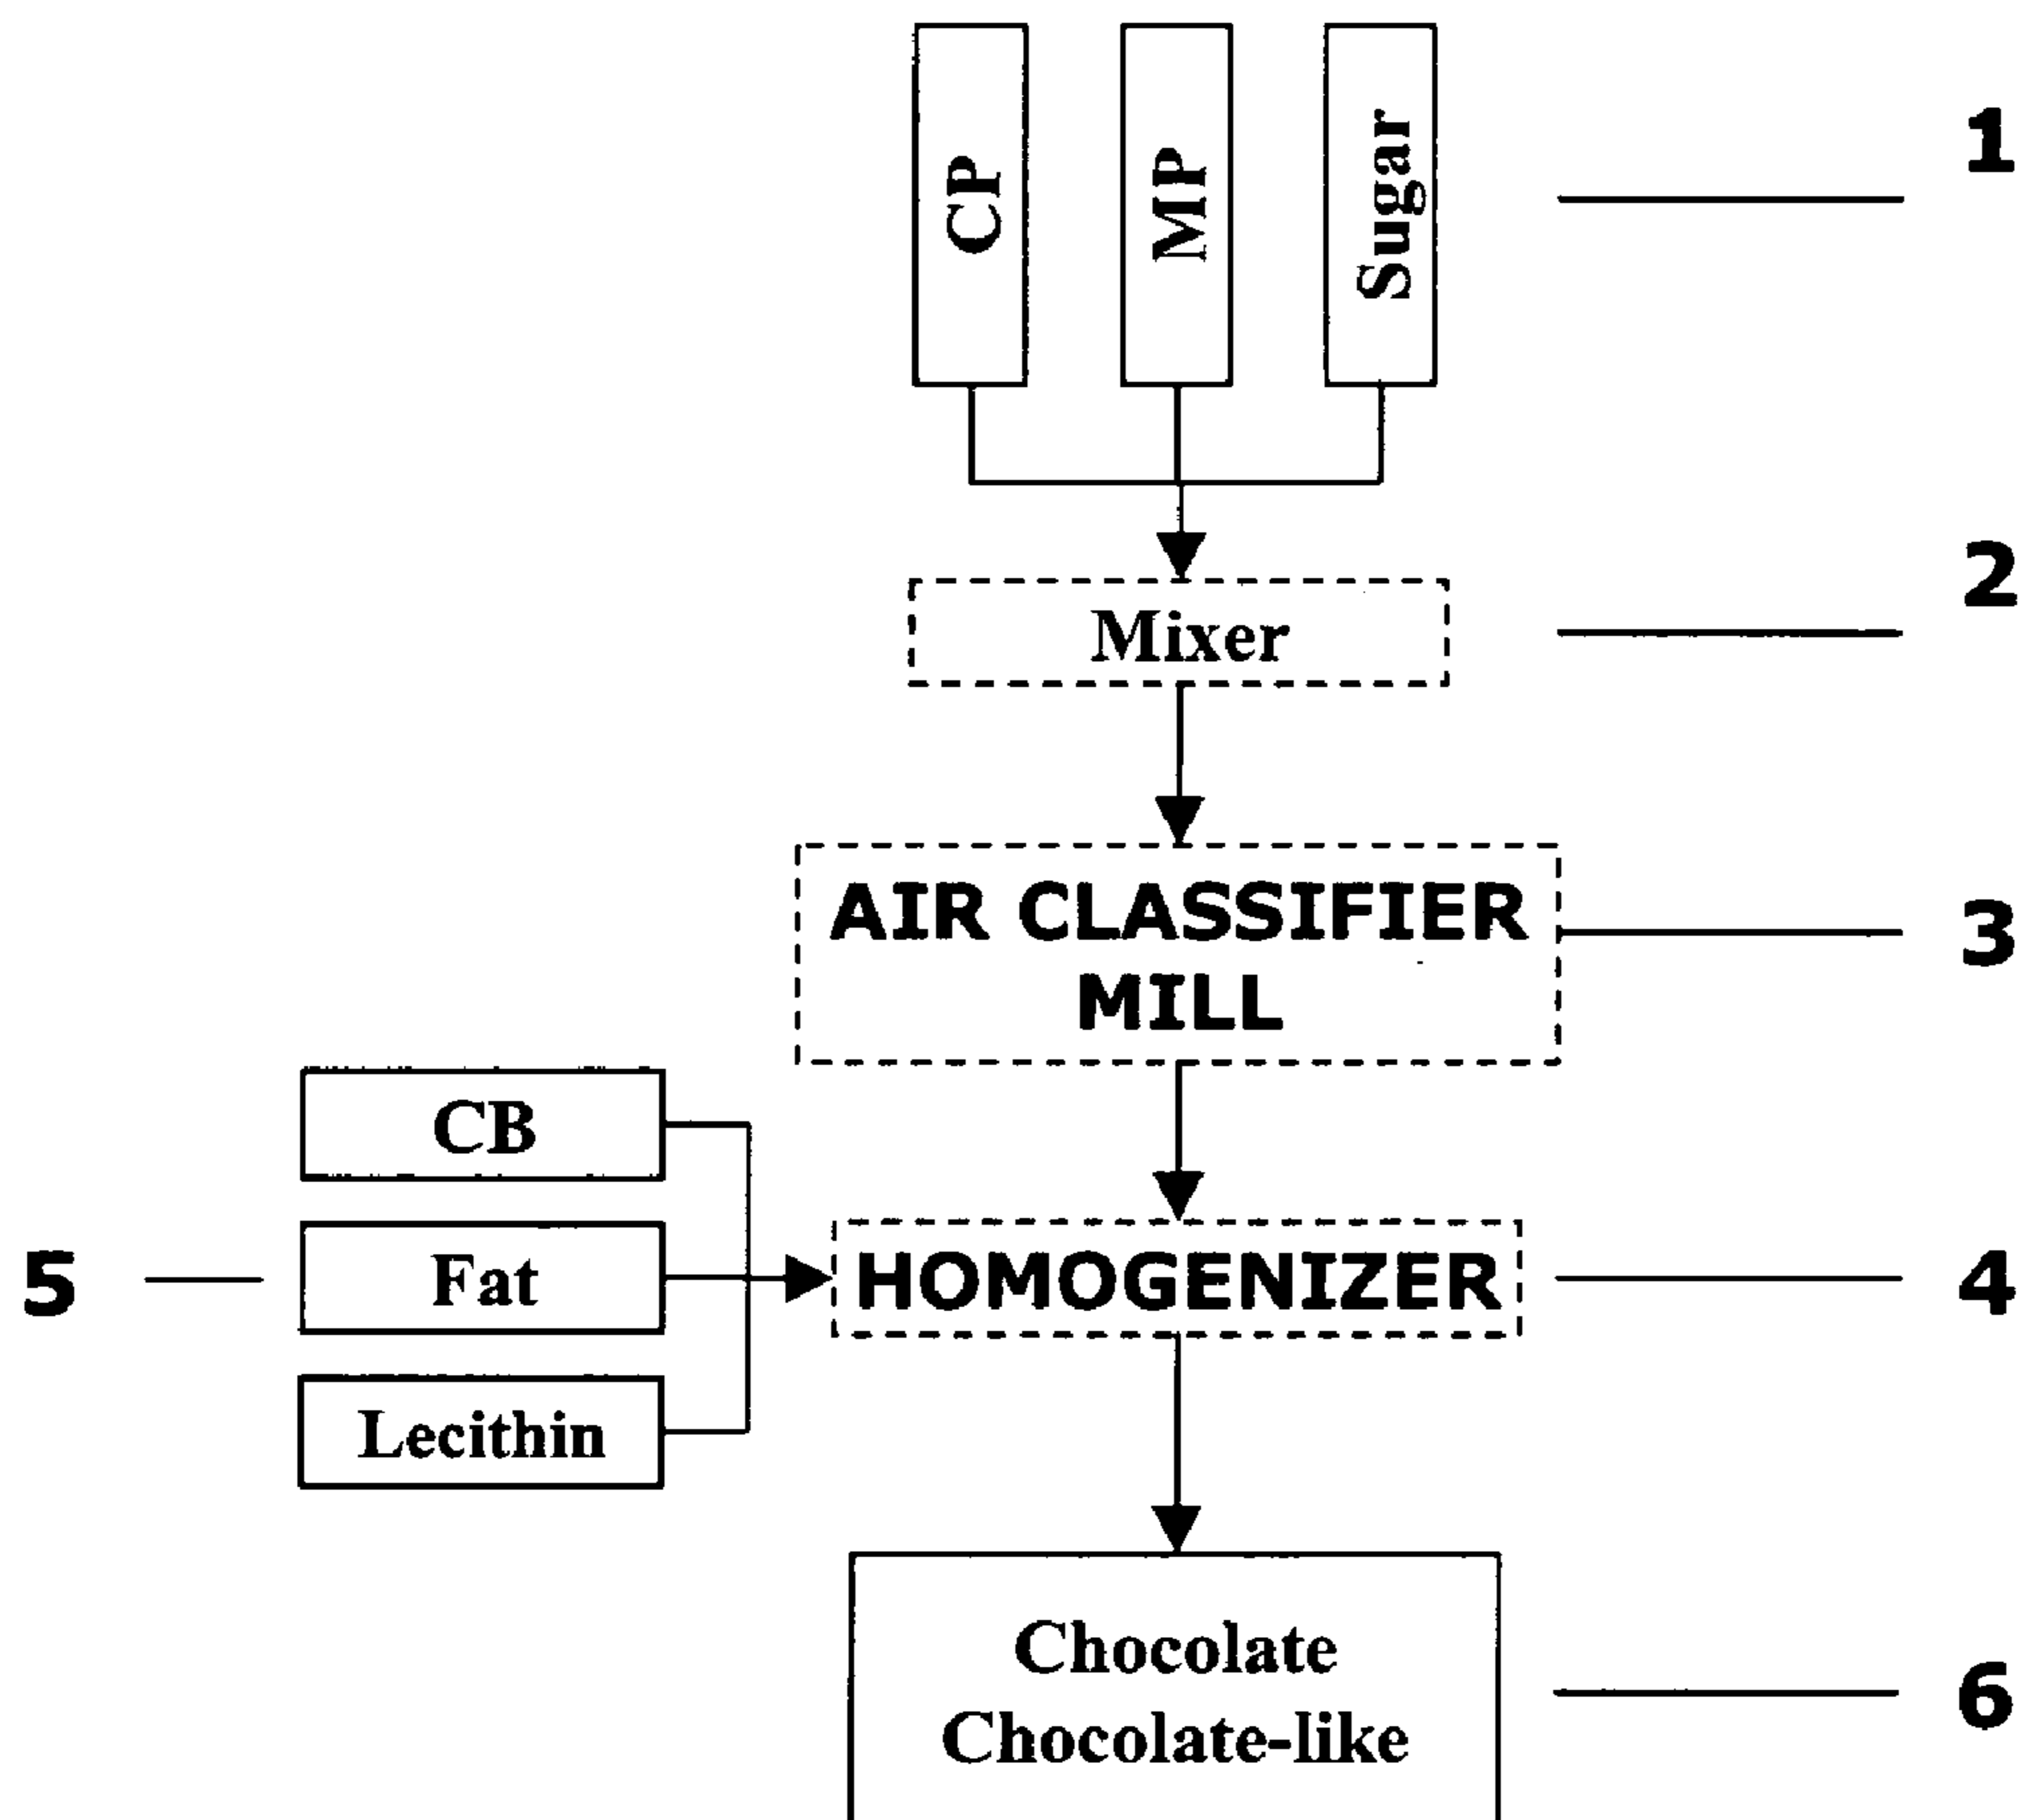 CP
MP
Sugar
1
Mixer
2
AIR CLASSIFIER
MILL
3
CB
Fat
Lecithin
5
HOMOGENIZER
4
Chocolate
Chocolate-like
6